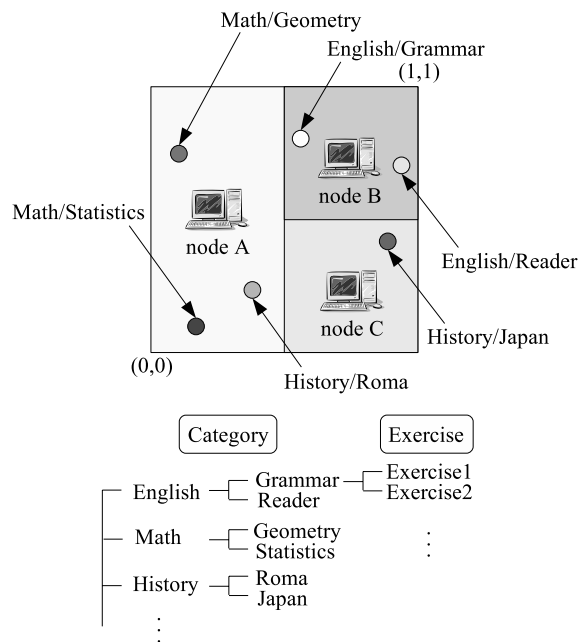 Math/Geometry
English/Grammar
(1,1)
node B
Math/Statistics
node A
English/Reader
node C
History/Japan
(0,0)
History/Roma
Category
Exercise
English
Grammar
Reader
Exercise1
Exercise2
Math
Geometry
Statistics
History
Roma
Japan